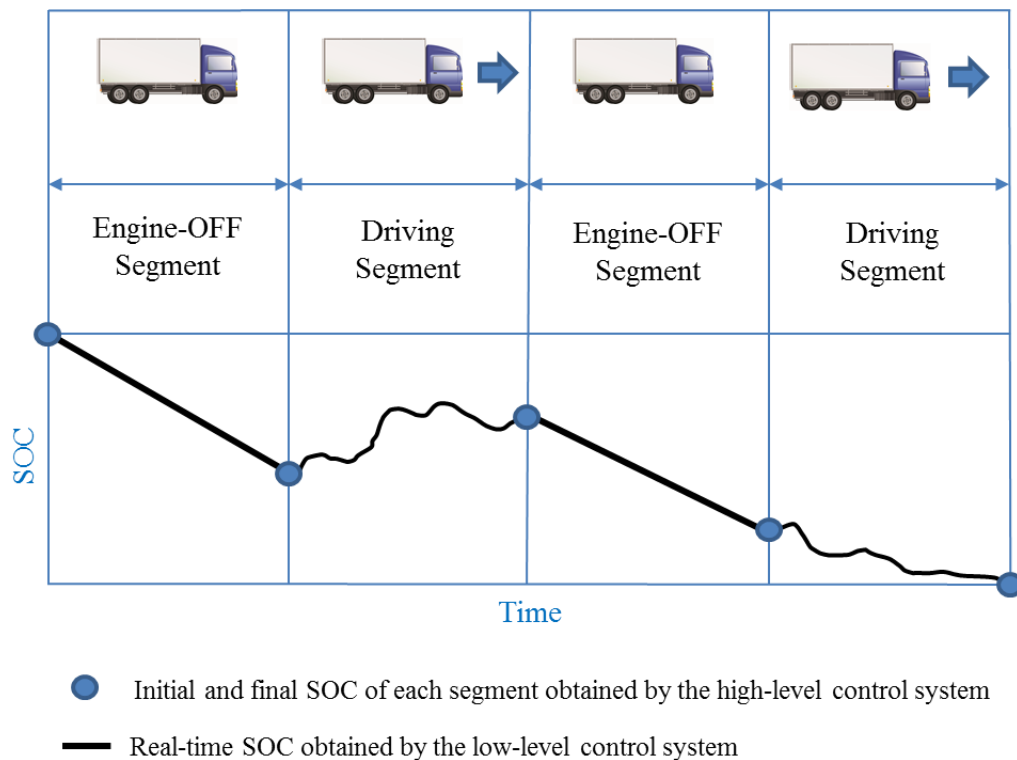 Engine-OFF
Segment
Driving
Segment
Engine-OFF
Segment
Driving
Segment
SOC
Time
Initial and final SOC of each segment obtained by the high-level control system
Real-time SOC obtained by the low-level control system